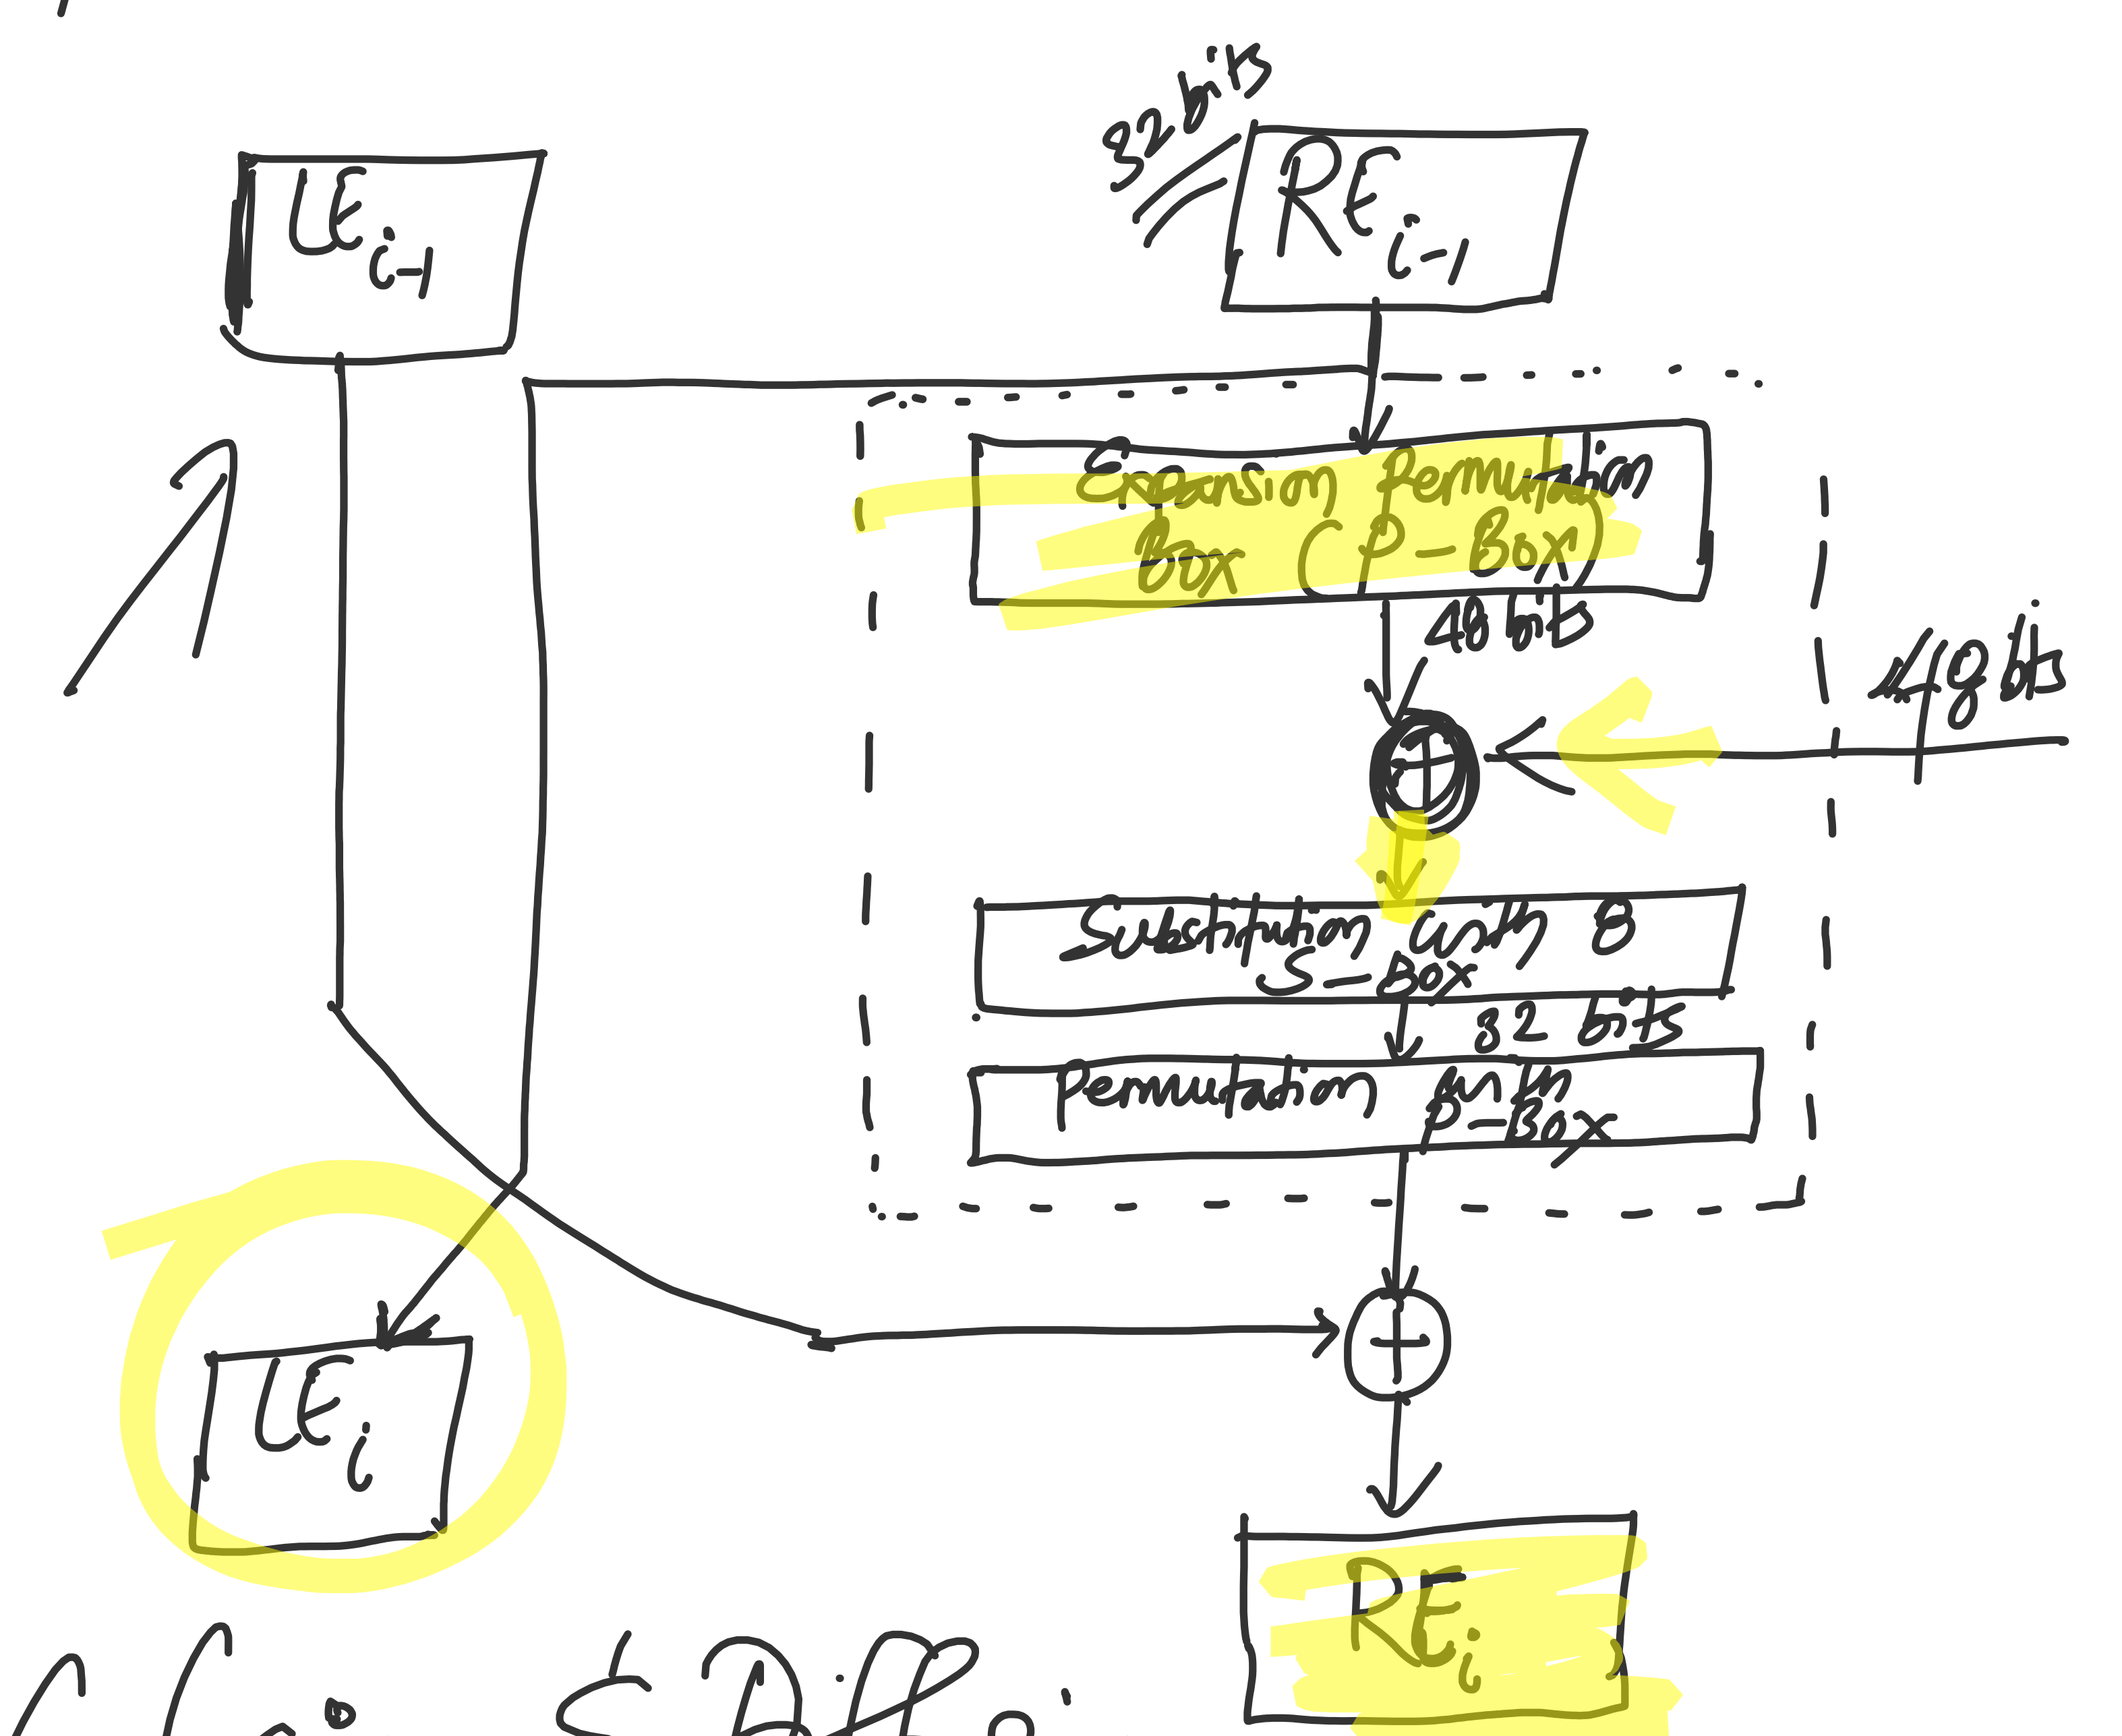 32 bits
LE i-1
RE i-1
Expansion Permutation
Box (P-Box)
48 bits
48 bits
Substitution with 8
S-Box
32 bits
Permutation with
P-Box
LE i
RE i